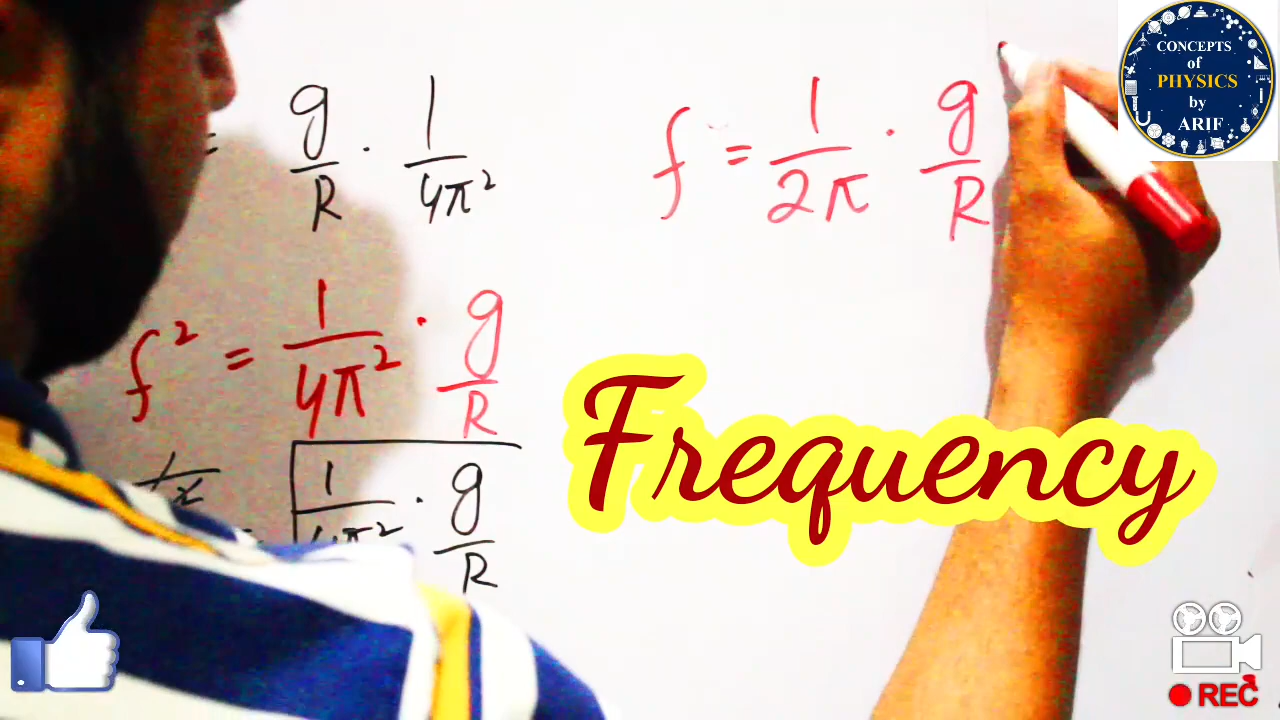 = g/R · 1/4π²
f = 1/2π · g/R
f² = 1/4π² · g/R
= √1/4π² · g/R
Frequency
CONCEPTS
of
PHYSICS
by
ARIF
REC